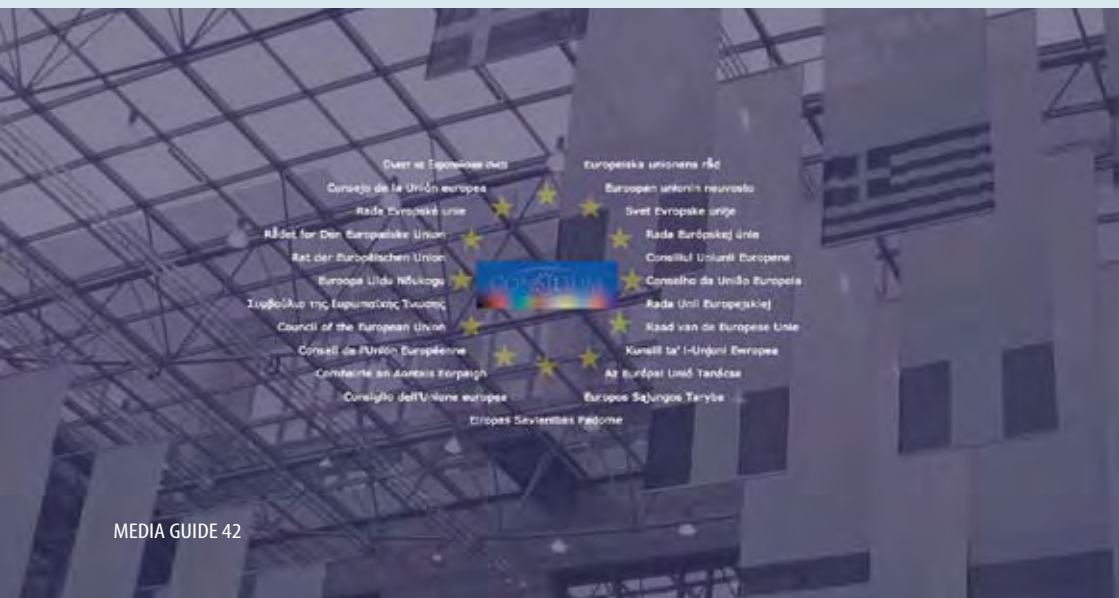 Europeiska unionens råd
Consejo de la Unión europea
Euroopan unionin neuvosto
Rada Evropské unie
Svet Evropske unije
Rådet for Den Europæiske Union
Rada Európskej únie
Rat der Europäischen Union
Consiliul Uniunii Europene
Euroopa Liidu Nõukogu
Conselho da União Europeia
CONSILIUM
Συμβούλιο της Ευρωπαϊκής Ένωσης
Rada Unii Europejskiej
Council of the European Union
Raad van de Europese Unie
Conseil de l'Union Européenne
Kunsill ta' l-Unjoni Ewropea
Comhairle an Aontais Eorpaigh
Az Európai Unió Tanácsa
Consiglio dell'Unione europea
Europos Sąjungos Taryba
Eiropas Savienības Padome
MEDIA GUIDE 42